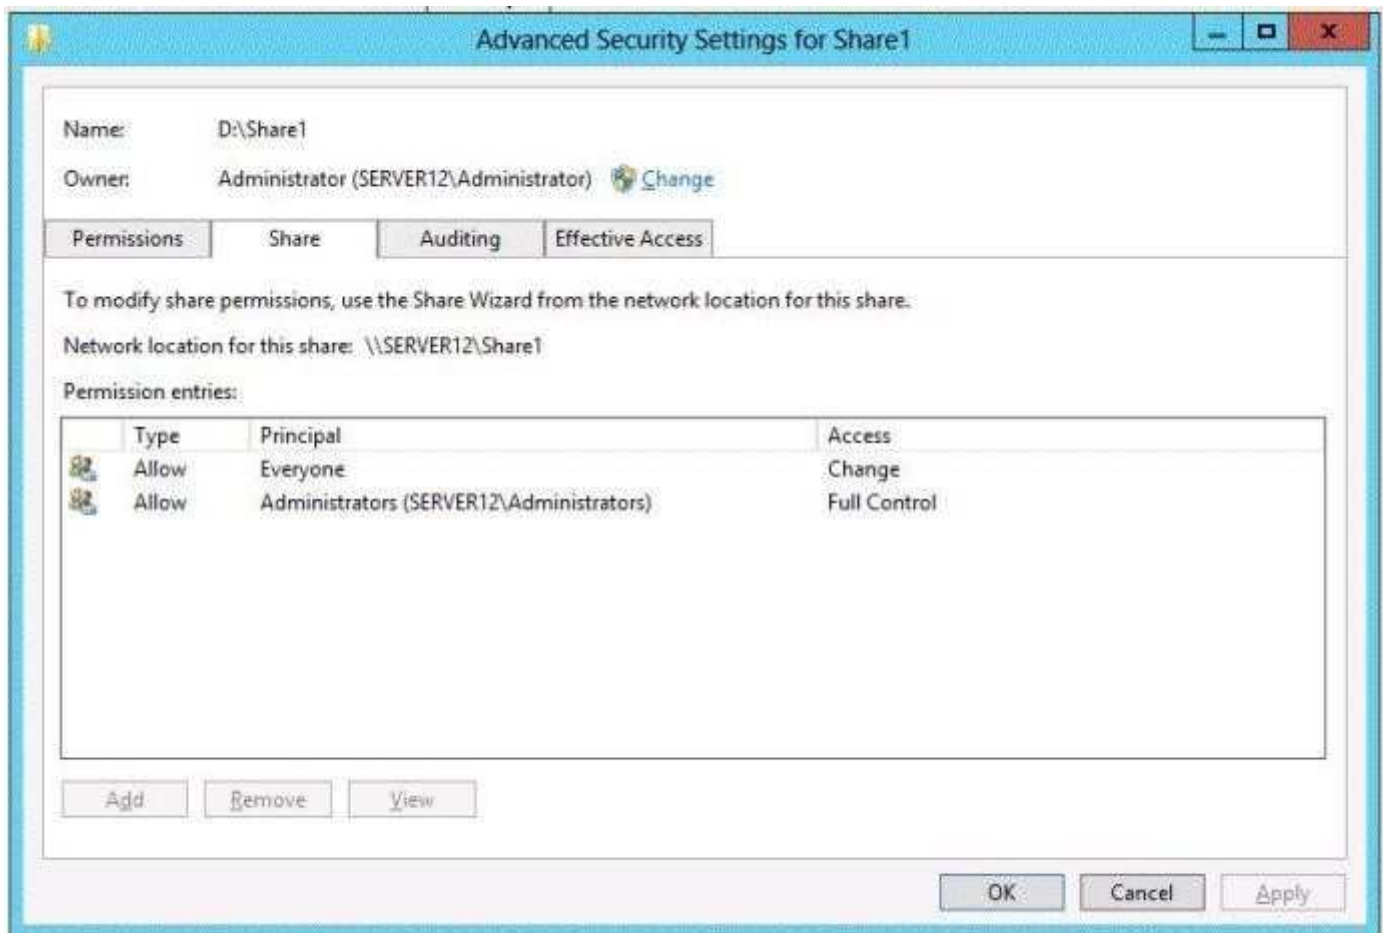 Advanced Security Settings for Share1
Name: D:\Share1
Owner: Administrator (SERVER12\Administrator) Change
Permissions Share Auditing Effective Access
To modify share permissions, use the Share Wizard from the network location for this share.
Network location for this share: \\SERVER12\Share1
Permission entries:
Type Principal Access
Allow Everyone Change
Allow Administrators (SERVER12\Administrators) Full Control
Add Remove View
OK Cancel Apply